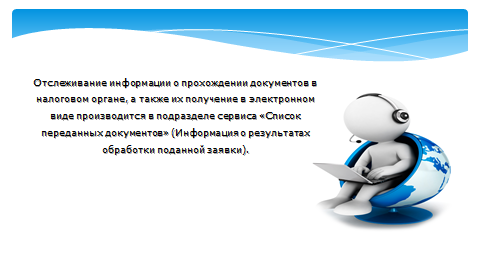 Отслеживание информации о прохождении документов в
налоговом органе, а также их получение в электронном
виде производится в подразделе сервиса «Список
переданных документов» (Информация о результатах
обработки поданной заявки).